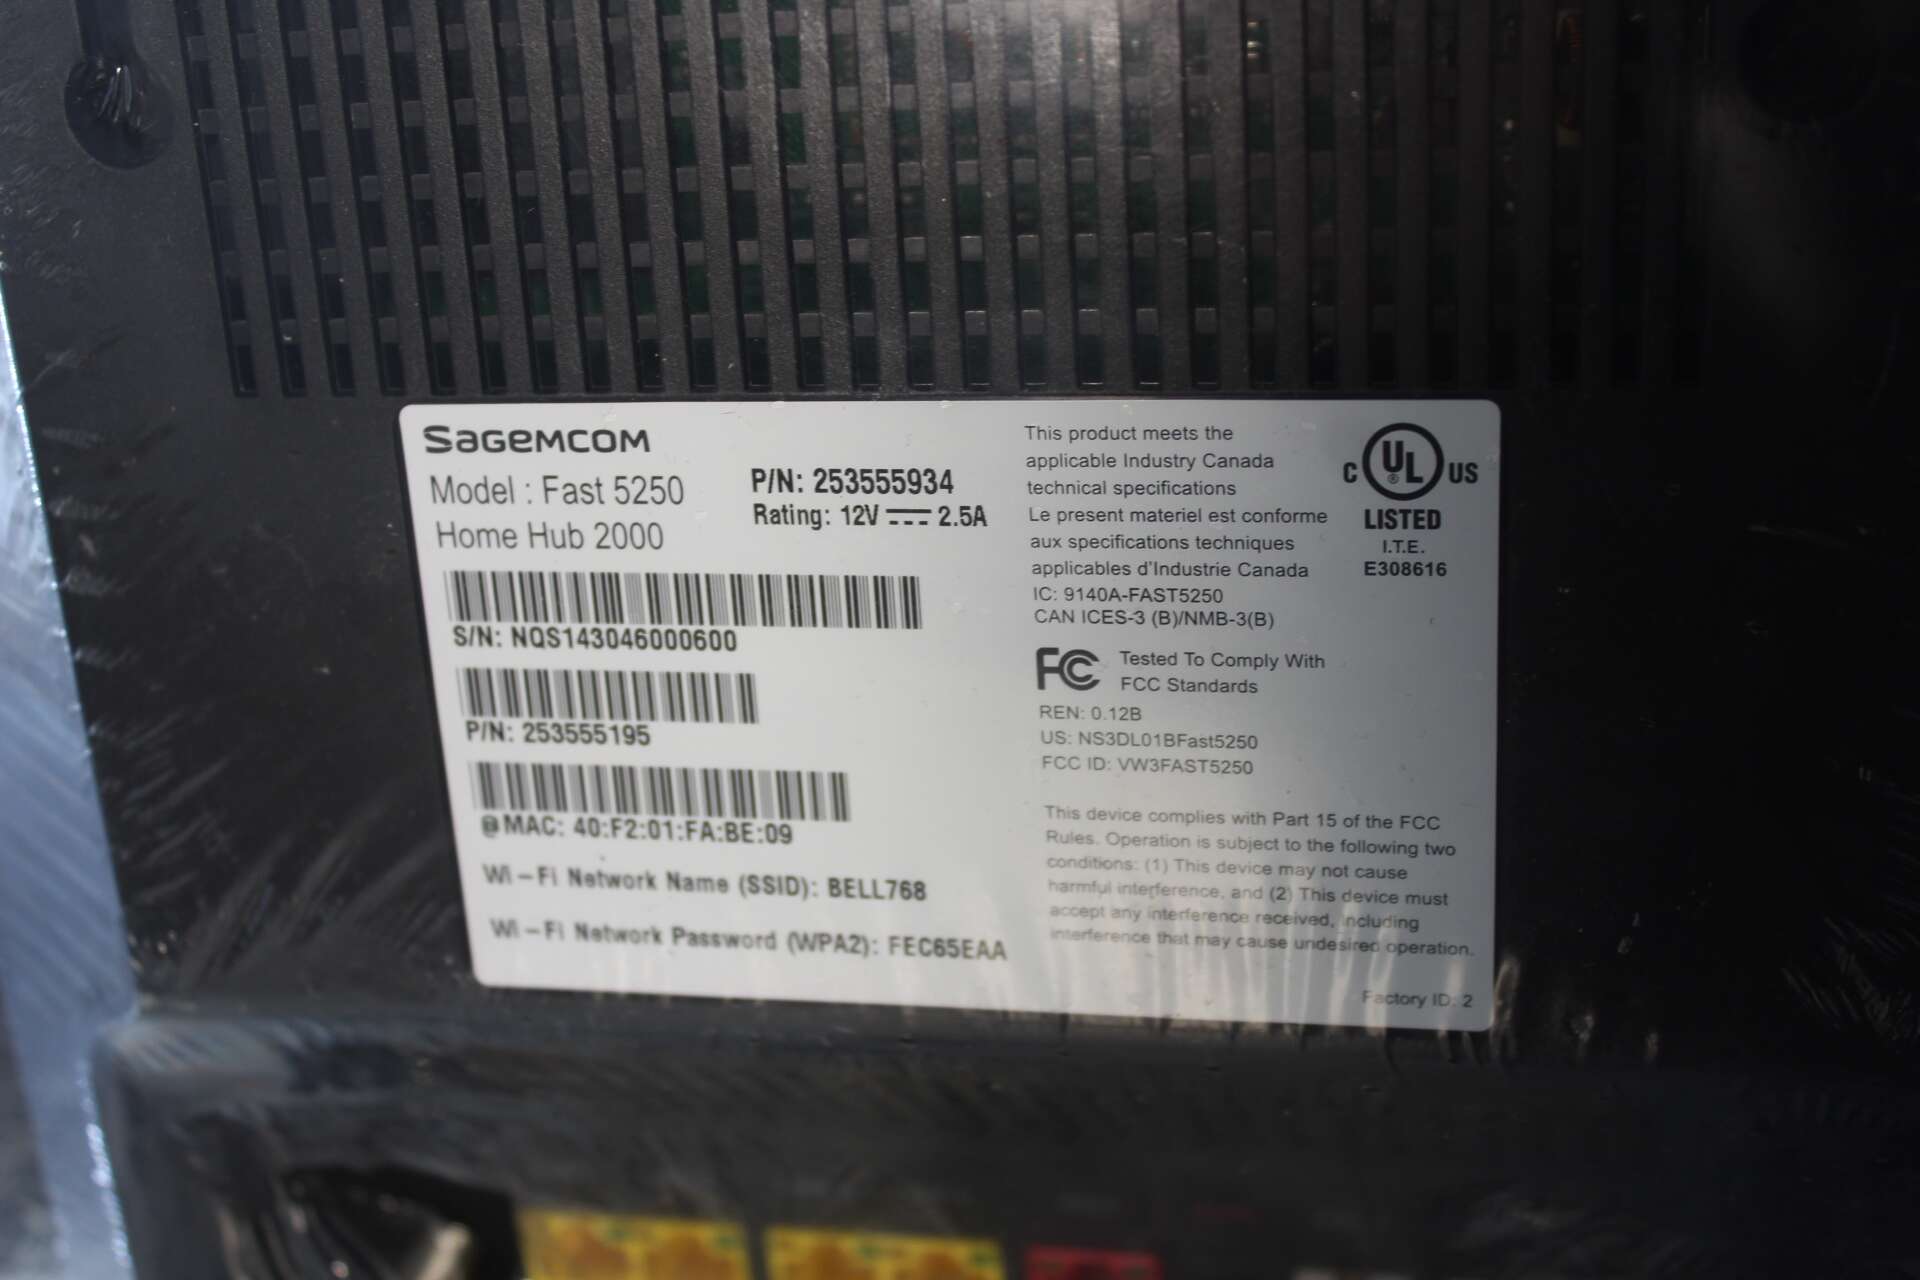 SAGEMCOM
Model : Fast 5250
Home Hub 2000
P/N: 253555934
Rating: 12V 2.5A
S/N: NQS143046000600
P/N: 253555195
@MAC: 40:F2:01:FA:BE:09
Wi-Fi Network Name (SSID): BELL768
Wi-Fi Network Password (WPA2): FEC65EAA
This product meets the
applicable Industry Canada
technical specifications
Le present materiel est conforme
aux specifications techniques
applicables d'Industrie Canada
IC: 9140A-FAST5250
CAN ICES-3 (B)/NMB-3(B)
C UL ® US
LISTED
I.T.E.
E308616
FC Tested To Comply With
FCC Standards
REN: 0.12B
US: NS3DL01BFast5250
FCC ID: VW3FAST5250
This device complies with Part 15 of the FCC
Rules. Operation is subject to the following two
conditions: (1) This device may not cause
harmful interference, and (2) This device must
accept any interference received, including
interference that may cause undesired operation.
Factory ID: 2